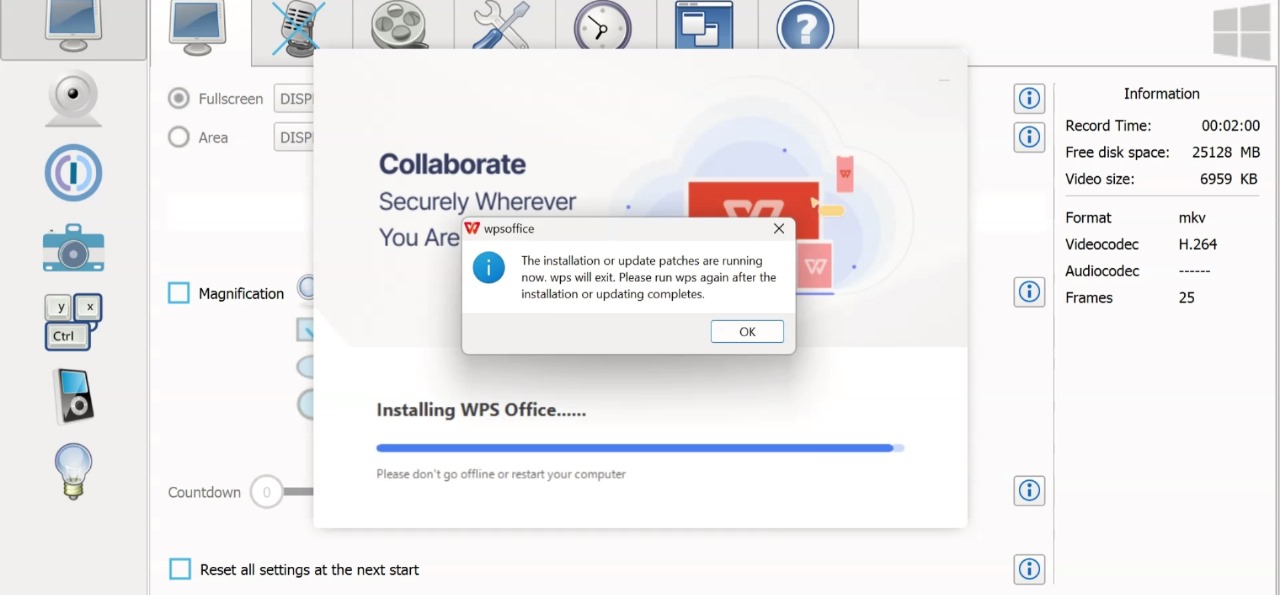 Fullscreen
DISPL
Area
DISPL
Magnification
Countdown
0
Reset all settings at the next start
y
x
Ctrl
Collaborate
Securely Wherever
You Are
wpsoffice
The installation or update patches are running
now. wps will exit. Please run wps again after the
installation or updating completes.
OK
Installing WPS Office......
Please don't go offline or restart your computer
Information
Record Time: 00:02:00
Free disk space: 25128 MB
Video size: 6959 KB
Format mkv
Videocodec H.264
Audiocodec ------
Frames 25